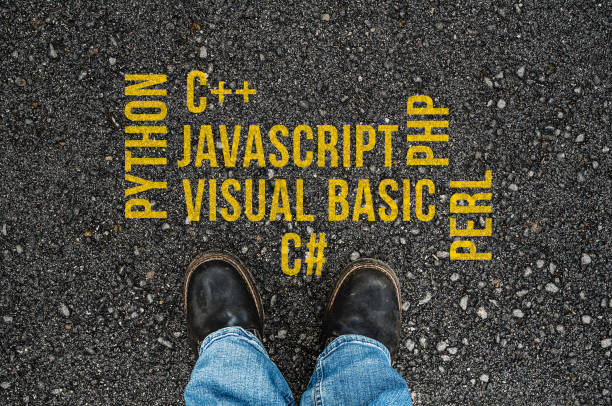 PYTHON
C++
JAVASCRIPT
VISUAL BASIC
C#
PHP
PERL